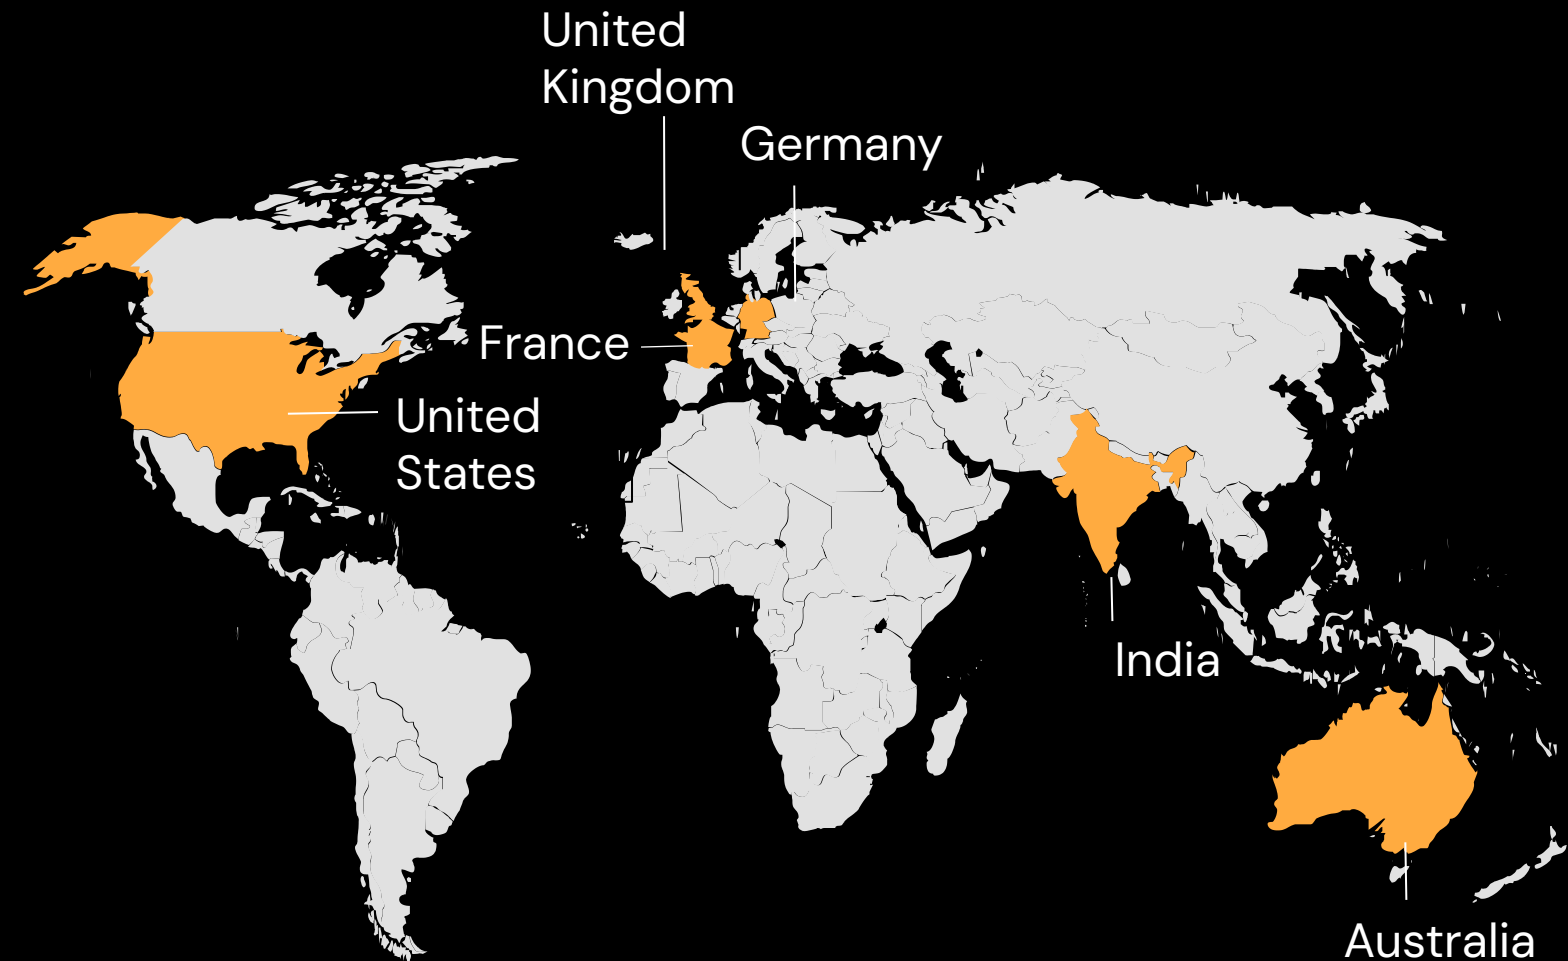 United
Kingdom
Germany
France
United
States
India
Australia